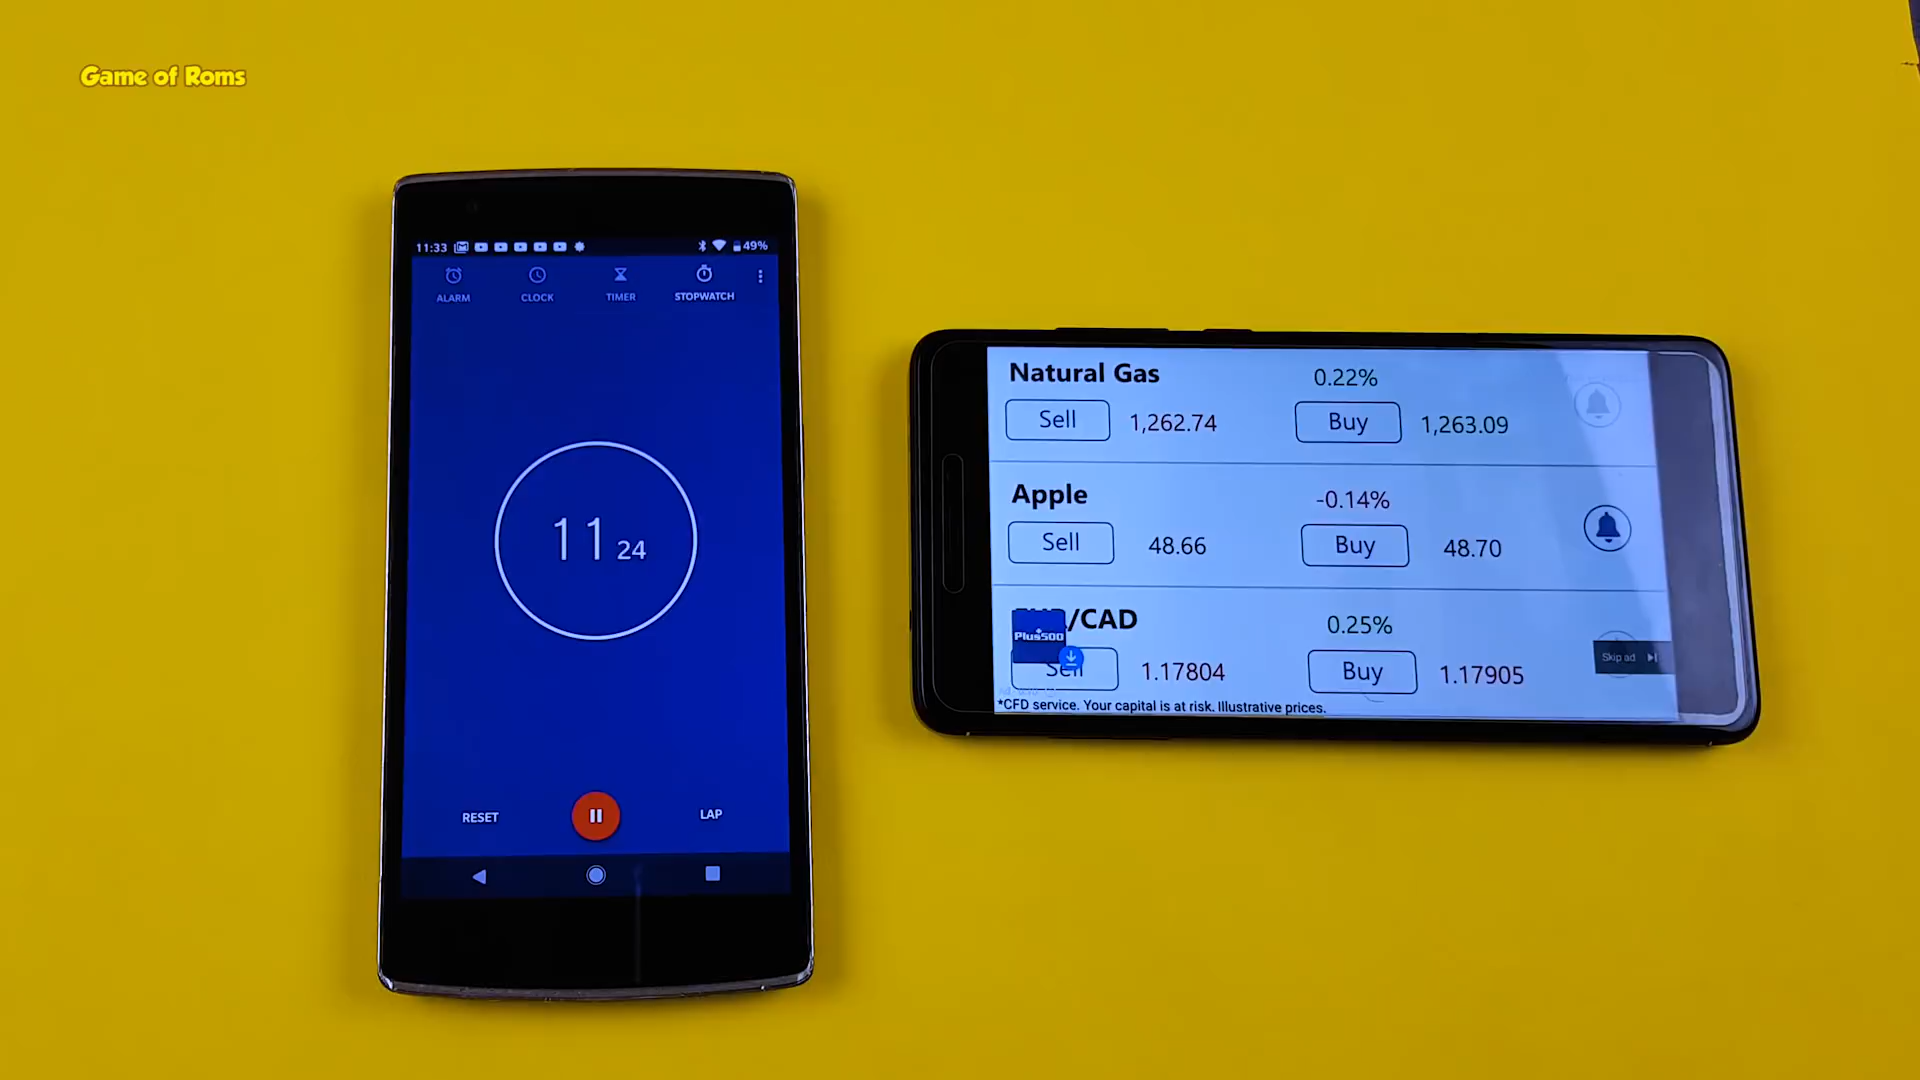 Game of Roms
11:33
49%
ALARM
CLOCK
TIMER
STOPWATCH
11 24
RESET
LAP
Natural Gas
0.22%
Sell
1,262.74
Buy
1,263.09
Apple
-0.14%
Sell
48.66
Buy
48.70
/CAD
0.25%
Plus500
Sell
1.17804
Buy
1.17905
Skip ad
*CFD service. Your capital is at risk. Illustrative prices.